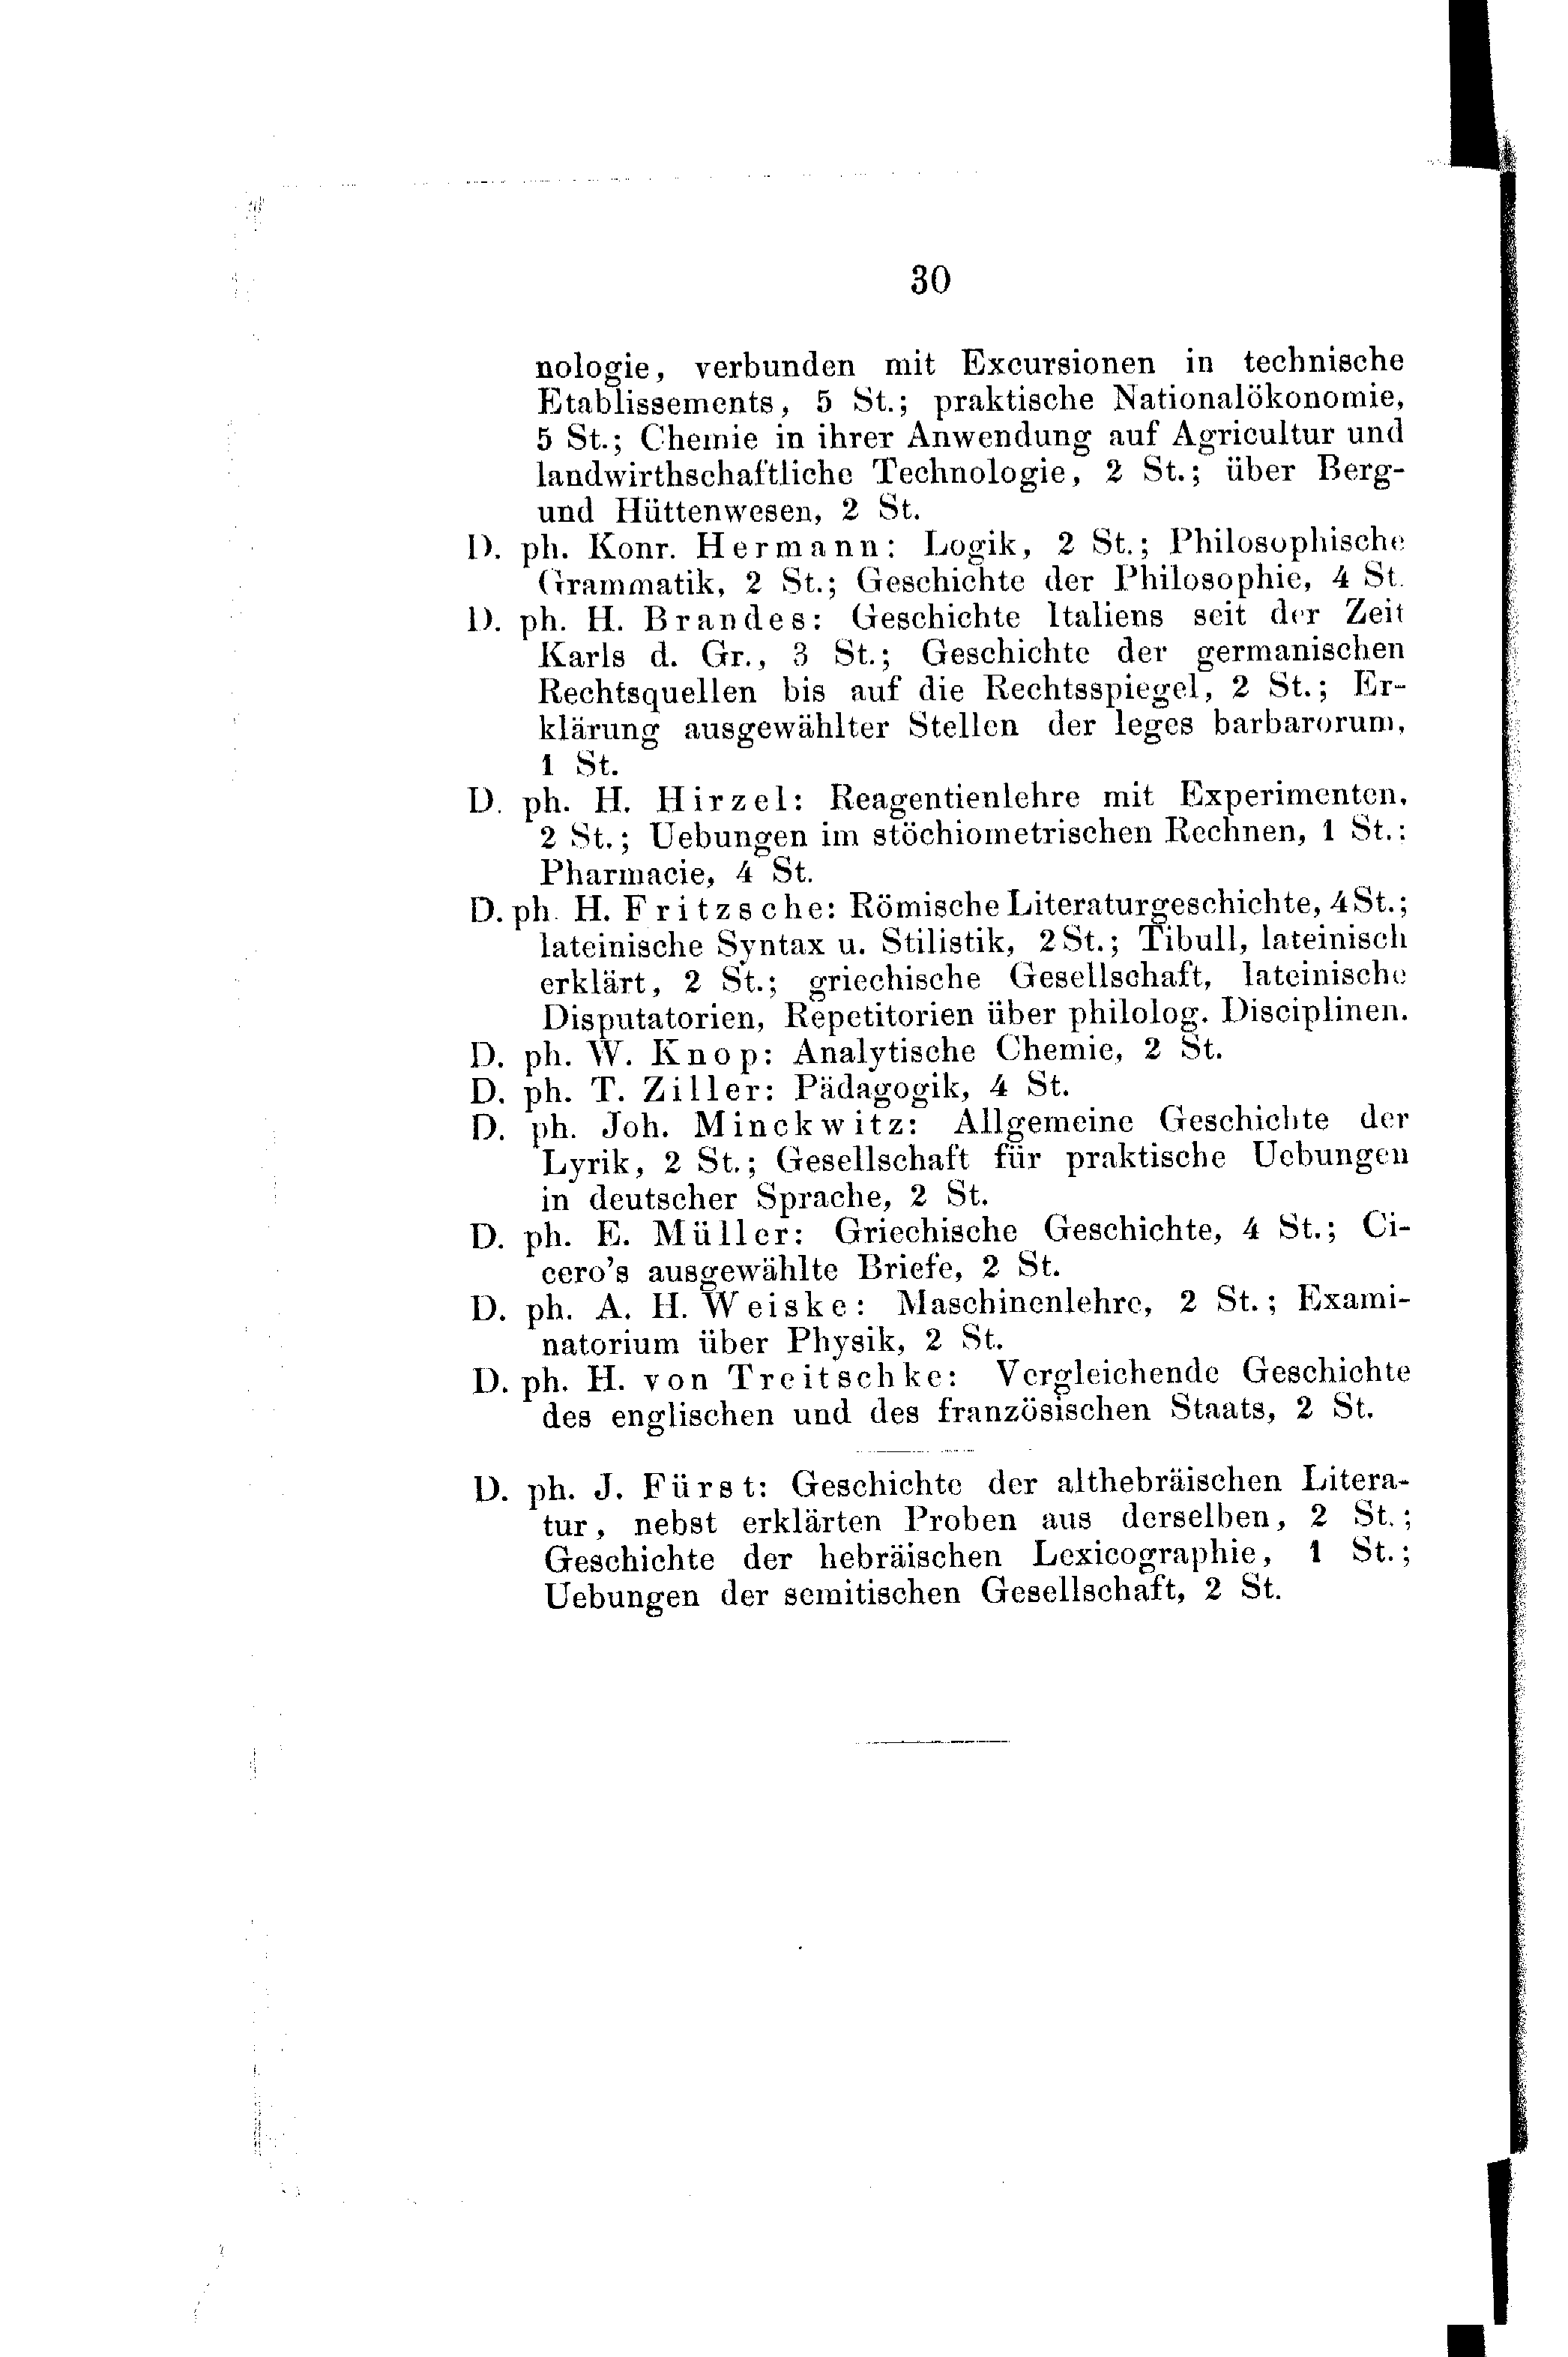 30
nologie, verbunden mit Excursionen in technische
Etablissements, 5 St.; praktische Nationalökonomie,
5 St.; Chemie in ihrer Anwendung auf Agricultur und
landwirthschaftliche Technologie, 2 St.; über Berg-
und Hüttenwesen, 2 St.
D. ph. Konr. Hermann: Logik, 2 St.; Philosophische
Grammatik, 2 St.; Geschichte der Philosophie, 4 St.
D. ph. H. Brandes: Geschichte Italiens seit der Zeit
Karls d. Gr., 3 St.; Geschichte der germanischen
Rechtsquellen bis auf die Rechtsspiegel, 2 St.; Er-
klärung ausgewählter Stellen der leges barbarorum,
1 St.
D. ph. H. Hirzel: Reagentienlehre mit Experimenten,
2 St.; Uebungen im stöchiometrischen Rechnen, 1 St.;
Pharmacie, 4 St.
D. ph. H. Fritzsche: Römische Literaturgeschichte, 4 St.;
lateinische Syntax u. Stilistik, 2 St.; Tibull, lateinisch
erklärt, 2 St.; griechische Gesellschaft, lateinische
Disputatorien, Repetitorien über philolog. Disciplinen.
D. ph. W. Knop: Analytische Chemie, 2 St.
D. ph. T. Ziller: Pädagogik, 4 St.
D. ph. Joh. Minckwitz: Allgemeine Geschichte der
Lyrik, 2 St.; Gesellschaft für praktische Uebungen
in deutscher Sprache, 2 St.
D. ph. E. Müller: Griechische Geschichte, 4 St.; Ci-
cero's ausgewählte Briefe, 2 St.
D. ph. A. H. Weiske: Maschinenlehre, 2 St.; Exami-
natorium über Physik, 2 St.
D. ph. H. von Treitschke: Vergleichende Geschichte
des englischen und des französischen Staats, 2 St.
D. ph. J. Fürst: Geschichte der althebräischen Litera-
tur, nebst erklärten Proben aus derselben, 2 St.;
Geschichte der hebräischen Lexicographie, 1 St.;
Uebungen der semitischen Gesellschaft, 2 St.